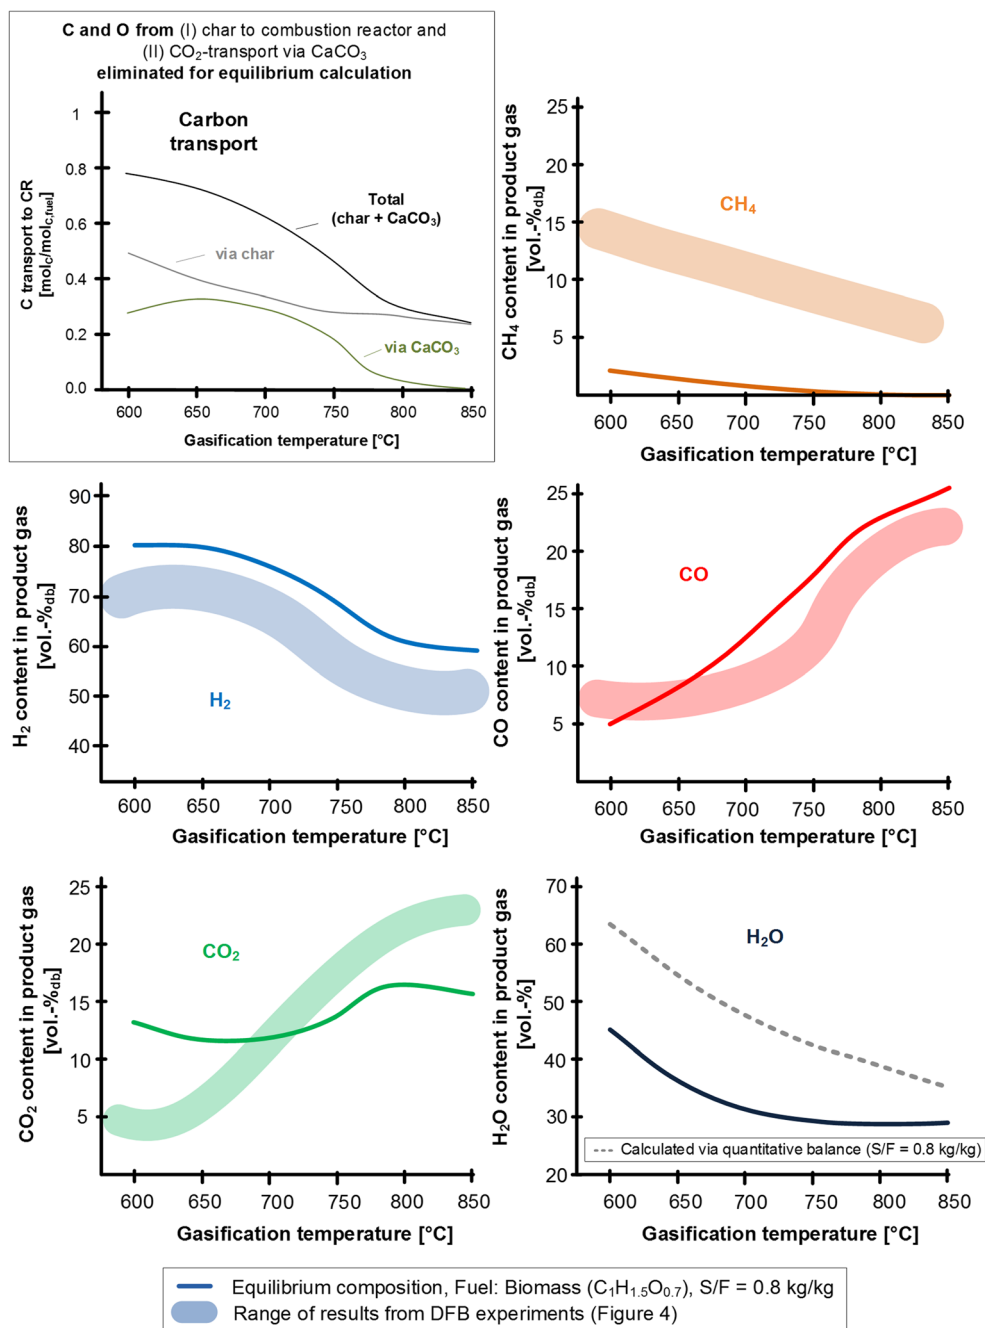 C and O from (I) char to combustion reactor and
(II) CO₂-transport via CaCO₃
eliminated for equilibrium calculation
C transport to CR
[mol_C/mol_C,fuel]
1
0.8
0.6
0.4
0.2
0.0
Carbon
transport
Total
(char + CaCO₃)
via char
via CaCO₃
600 650 700 750 800 850
Gasification temperature [°C]
CH₄ content in product gas
[vol.-%db]
25
20
15
10
5
CH₄
600 650 700 750 800 850
Gasification temperature [°C]
H₂ content in product gas
[vol.-%db]
90
80
70
60
50
40
H₂
600 650 700 750 800 850
Gasification temperature [°C]
CO content in product gas
[vol.-%db]
25
20
15
10
5
CO
600 650 700 750 800 850
Gasification temperature [°C]
CO₂ content in product gas
[vol.-%db]
25
20
15
10
5
CO₂
600 650 700 750 800 850
Gasification temperature [°C]
H₂O content in product gas
[vol.-%]
70
60
50
40
30
20
H₂O
Calculated via quantitative balance (S/F = 0.8 kg/kg)
600 650 700 750 800 850
Gasification temperature [°C]
Equilibrium composition, Fuel: Biomass (C₁H₁.₅O₀.₇), S/F = 0.8 kg/kg
Range of results from DFB experiments (Figure 4)